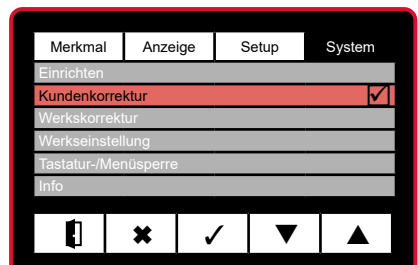 Merkmal Anzeige Setup System
Einrichten
Kundenkorrektur
Werkskorrektur
Werkseinstellung
Tastatur-/Menüsperre
Info